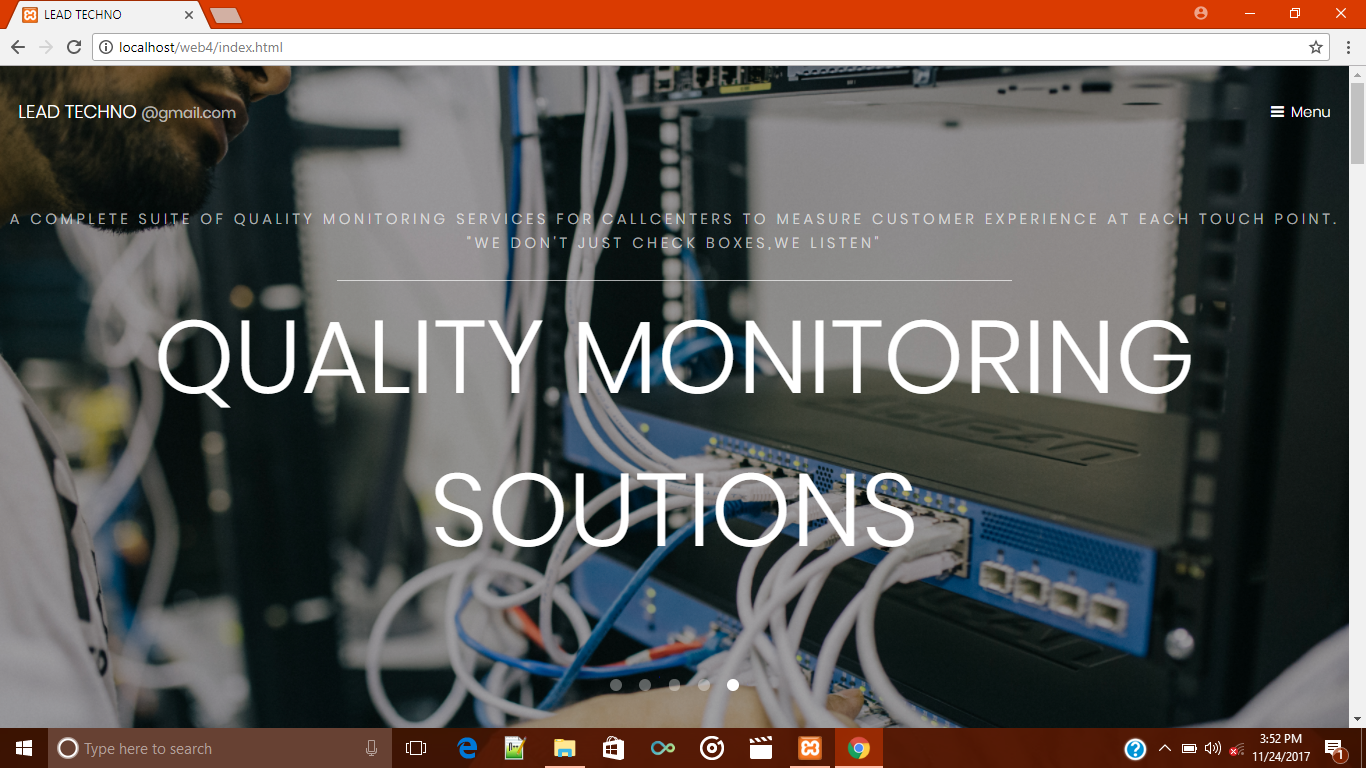 LEAD TECHNO
localhost/web4/index.html
LEAD TECHNO @gmail.com
Menu
A COMPLETE SUITE OF QUALITY MONITORING SERVICES FOR CALLCENTERS TO MEASURE CUSTOMER EXPERIENCE AT EACH TOUCH POINT.
"WE DON'T JUST CHECK BOXES,WE LISTEN"
QUALITY MONITORING
SOUTIONS
Type here to search
3:52 PM
11/24/2017
1